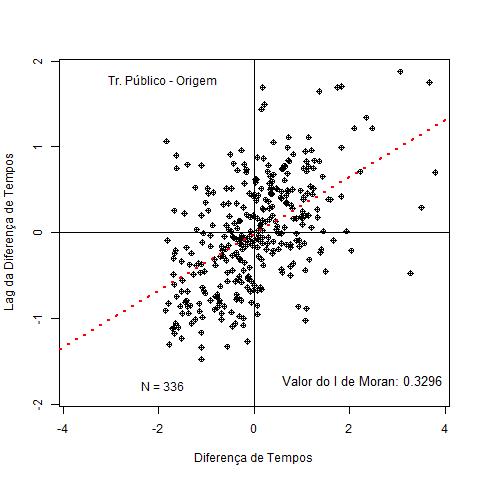 Tr. Público - Origem
2
1
0
-1
-2
Lag da Diferença de Tempos
N = 336
Valor do I de Moran: 0.3296
-4
-2
0
2
4
Diferença de Tempos